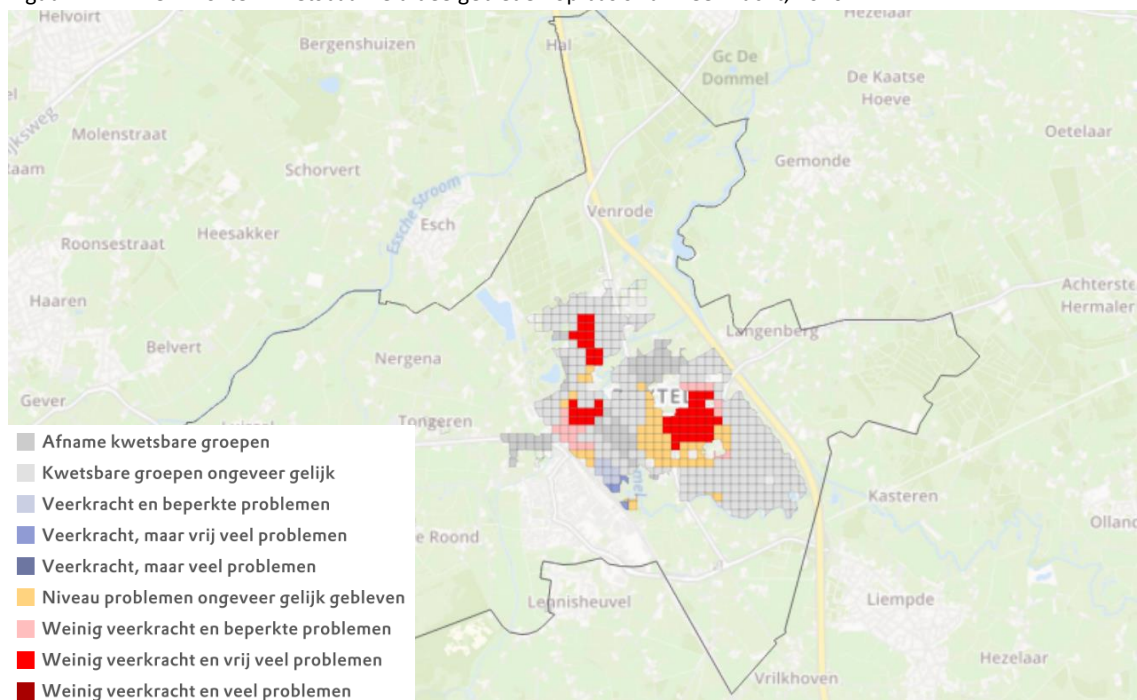 Helvoirt
Bergenshuizen
Hal
Hezelaar
Gc De
Dommel
De Kaatse
Hoeve
Molenstraat
Oetelaar
Schorvert
Gemonde
Essche Stroom
Venrode
Esch
Roonsestraat
Heesakker
Achterste
Hermaler
Haaren
Langenberg
Belvert
Nergena
Gever
Tongeren
Kasteren
Lennisheuvel
Liempde
Hezelaar
Vrilkhoven
Afname kwetsbare groepen
Kwetsbare groepen ongeveer gelijk
Veerkracht en beperkte problemen
Veerkracht, maar vrij veel problemen
Veerkracht, maar veel problemen
Niveau problemen ongeveer gelijk gebleven
Weinig veerkracht en beperkte problemen
Weinig veerkracht en vrij veel problemen
Weinig veerkracht en veel problemen